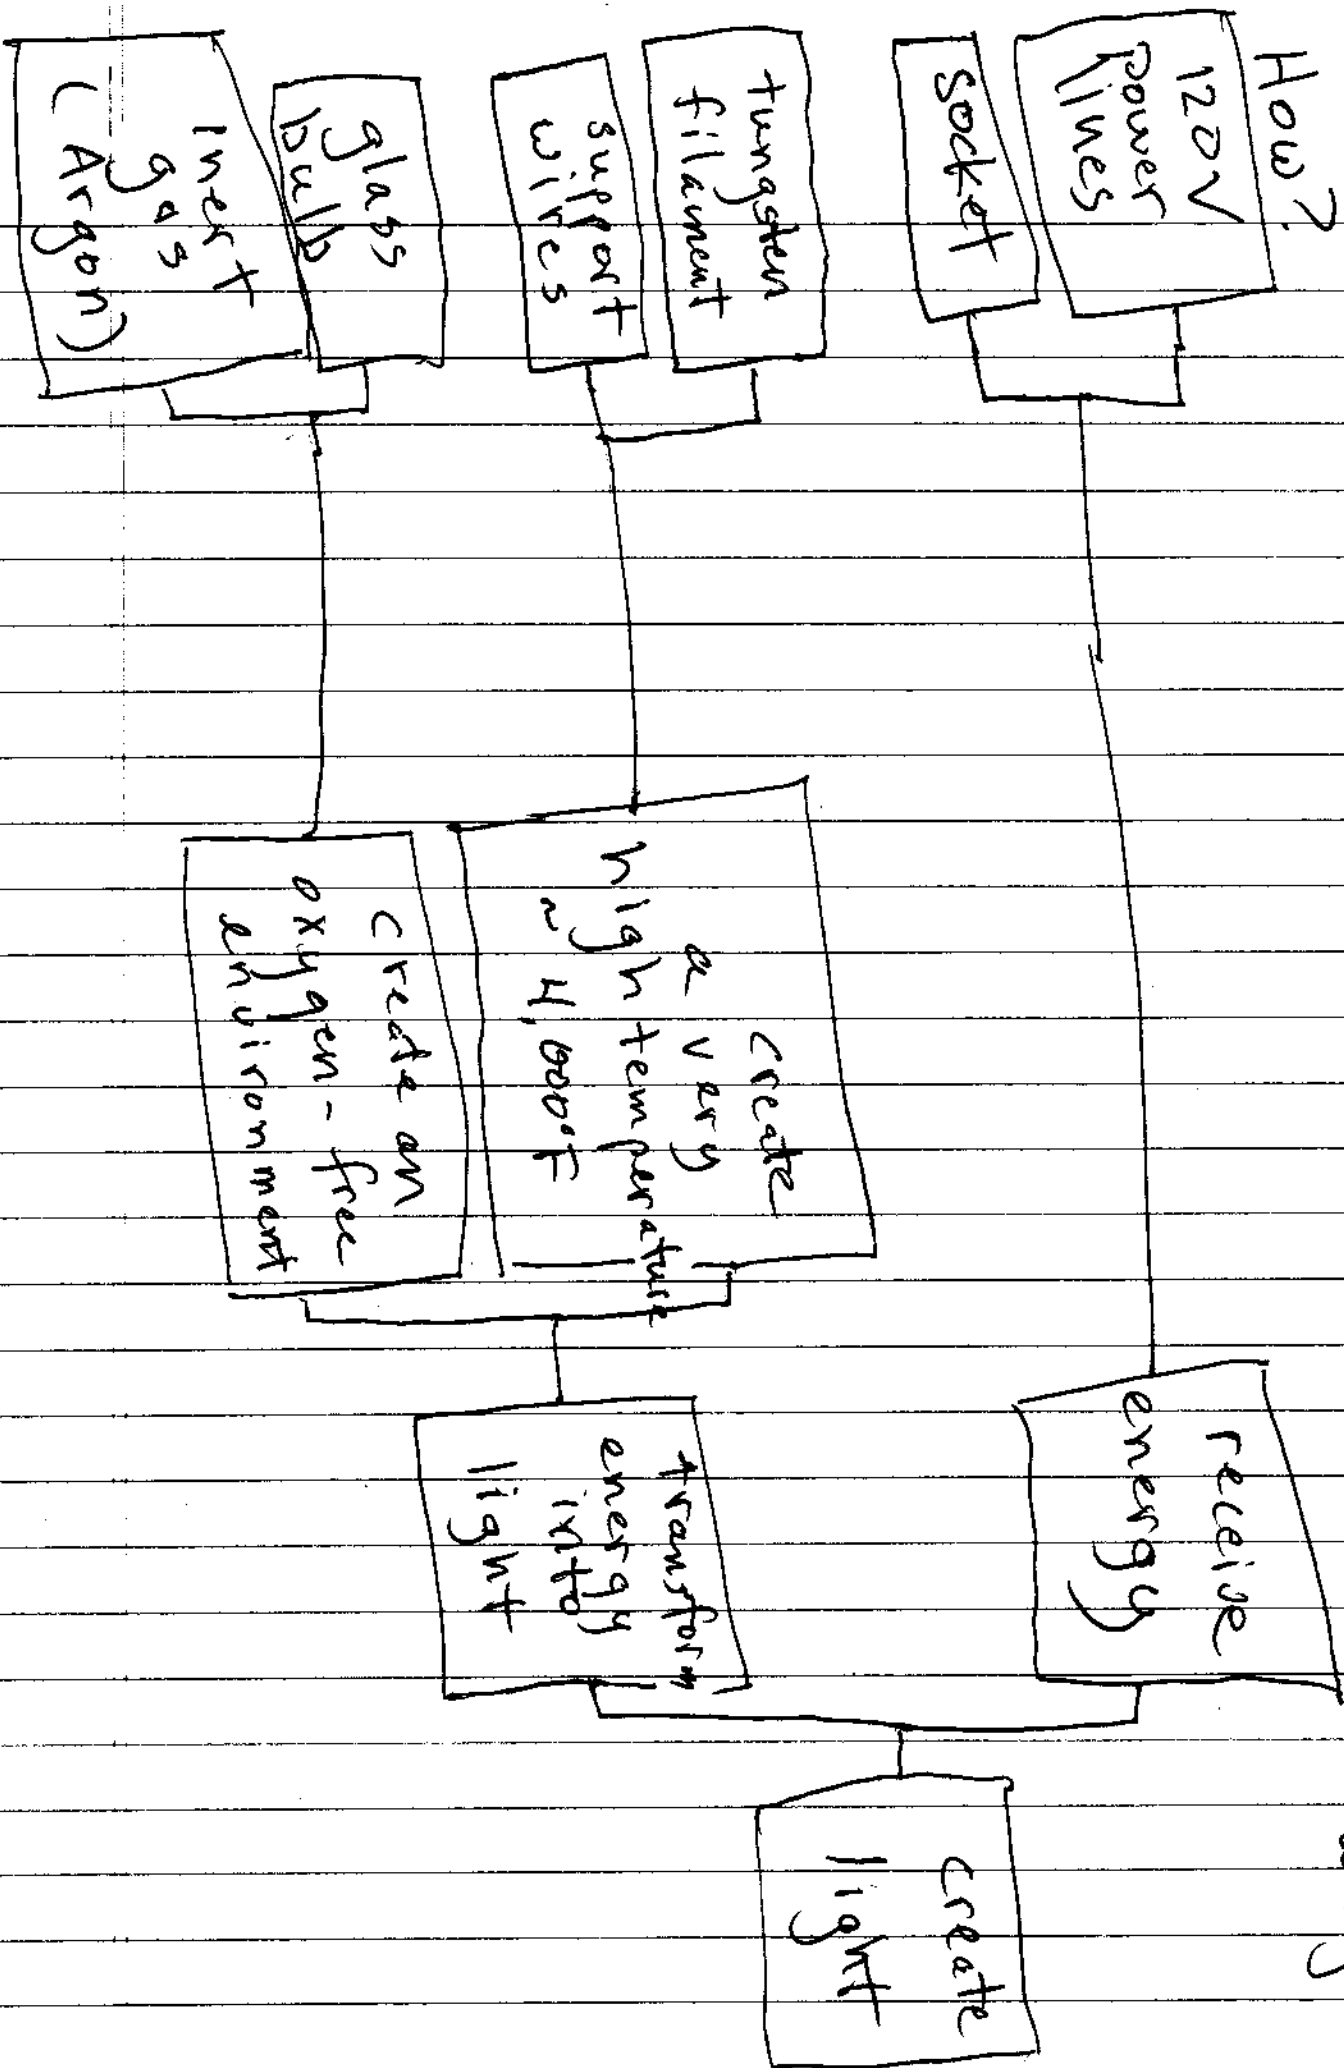 How?
120V
power
lines
socket
tungsten
filament
support
wires
glass
bulb
Inert
gas
(Argon)
create
a very
high temperature
~ 4,000°F
create an
oxygen-free
environment
receive
energy
transform
energy
into
light
create
light